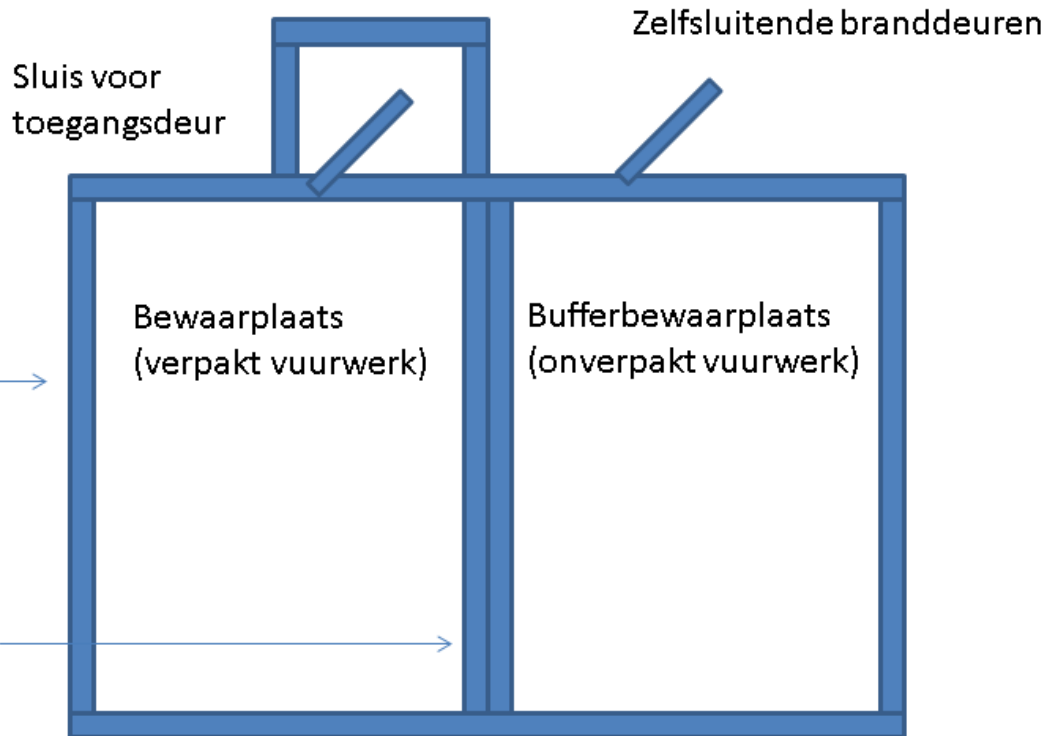 Zelfsluitende branddeuren
Sluis voor
toegangsdeur
Bewaarplaats
(verpakt vuurwerk)
Bufferbewaarplaats
(onverpakt vuurwerk)